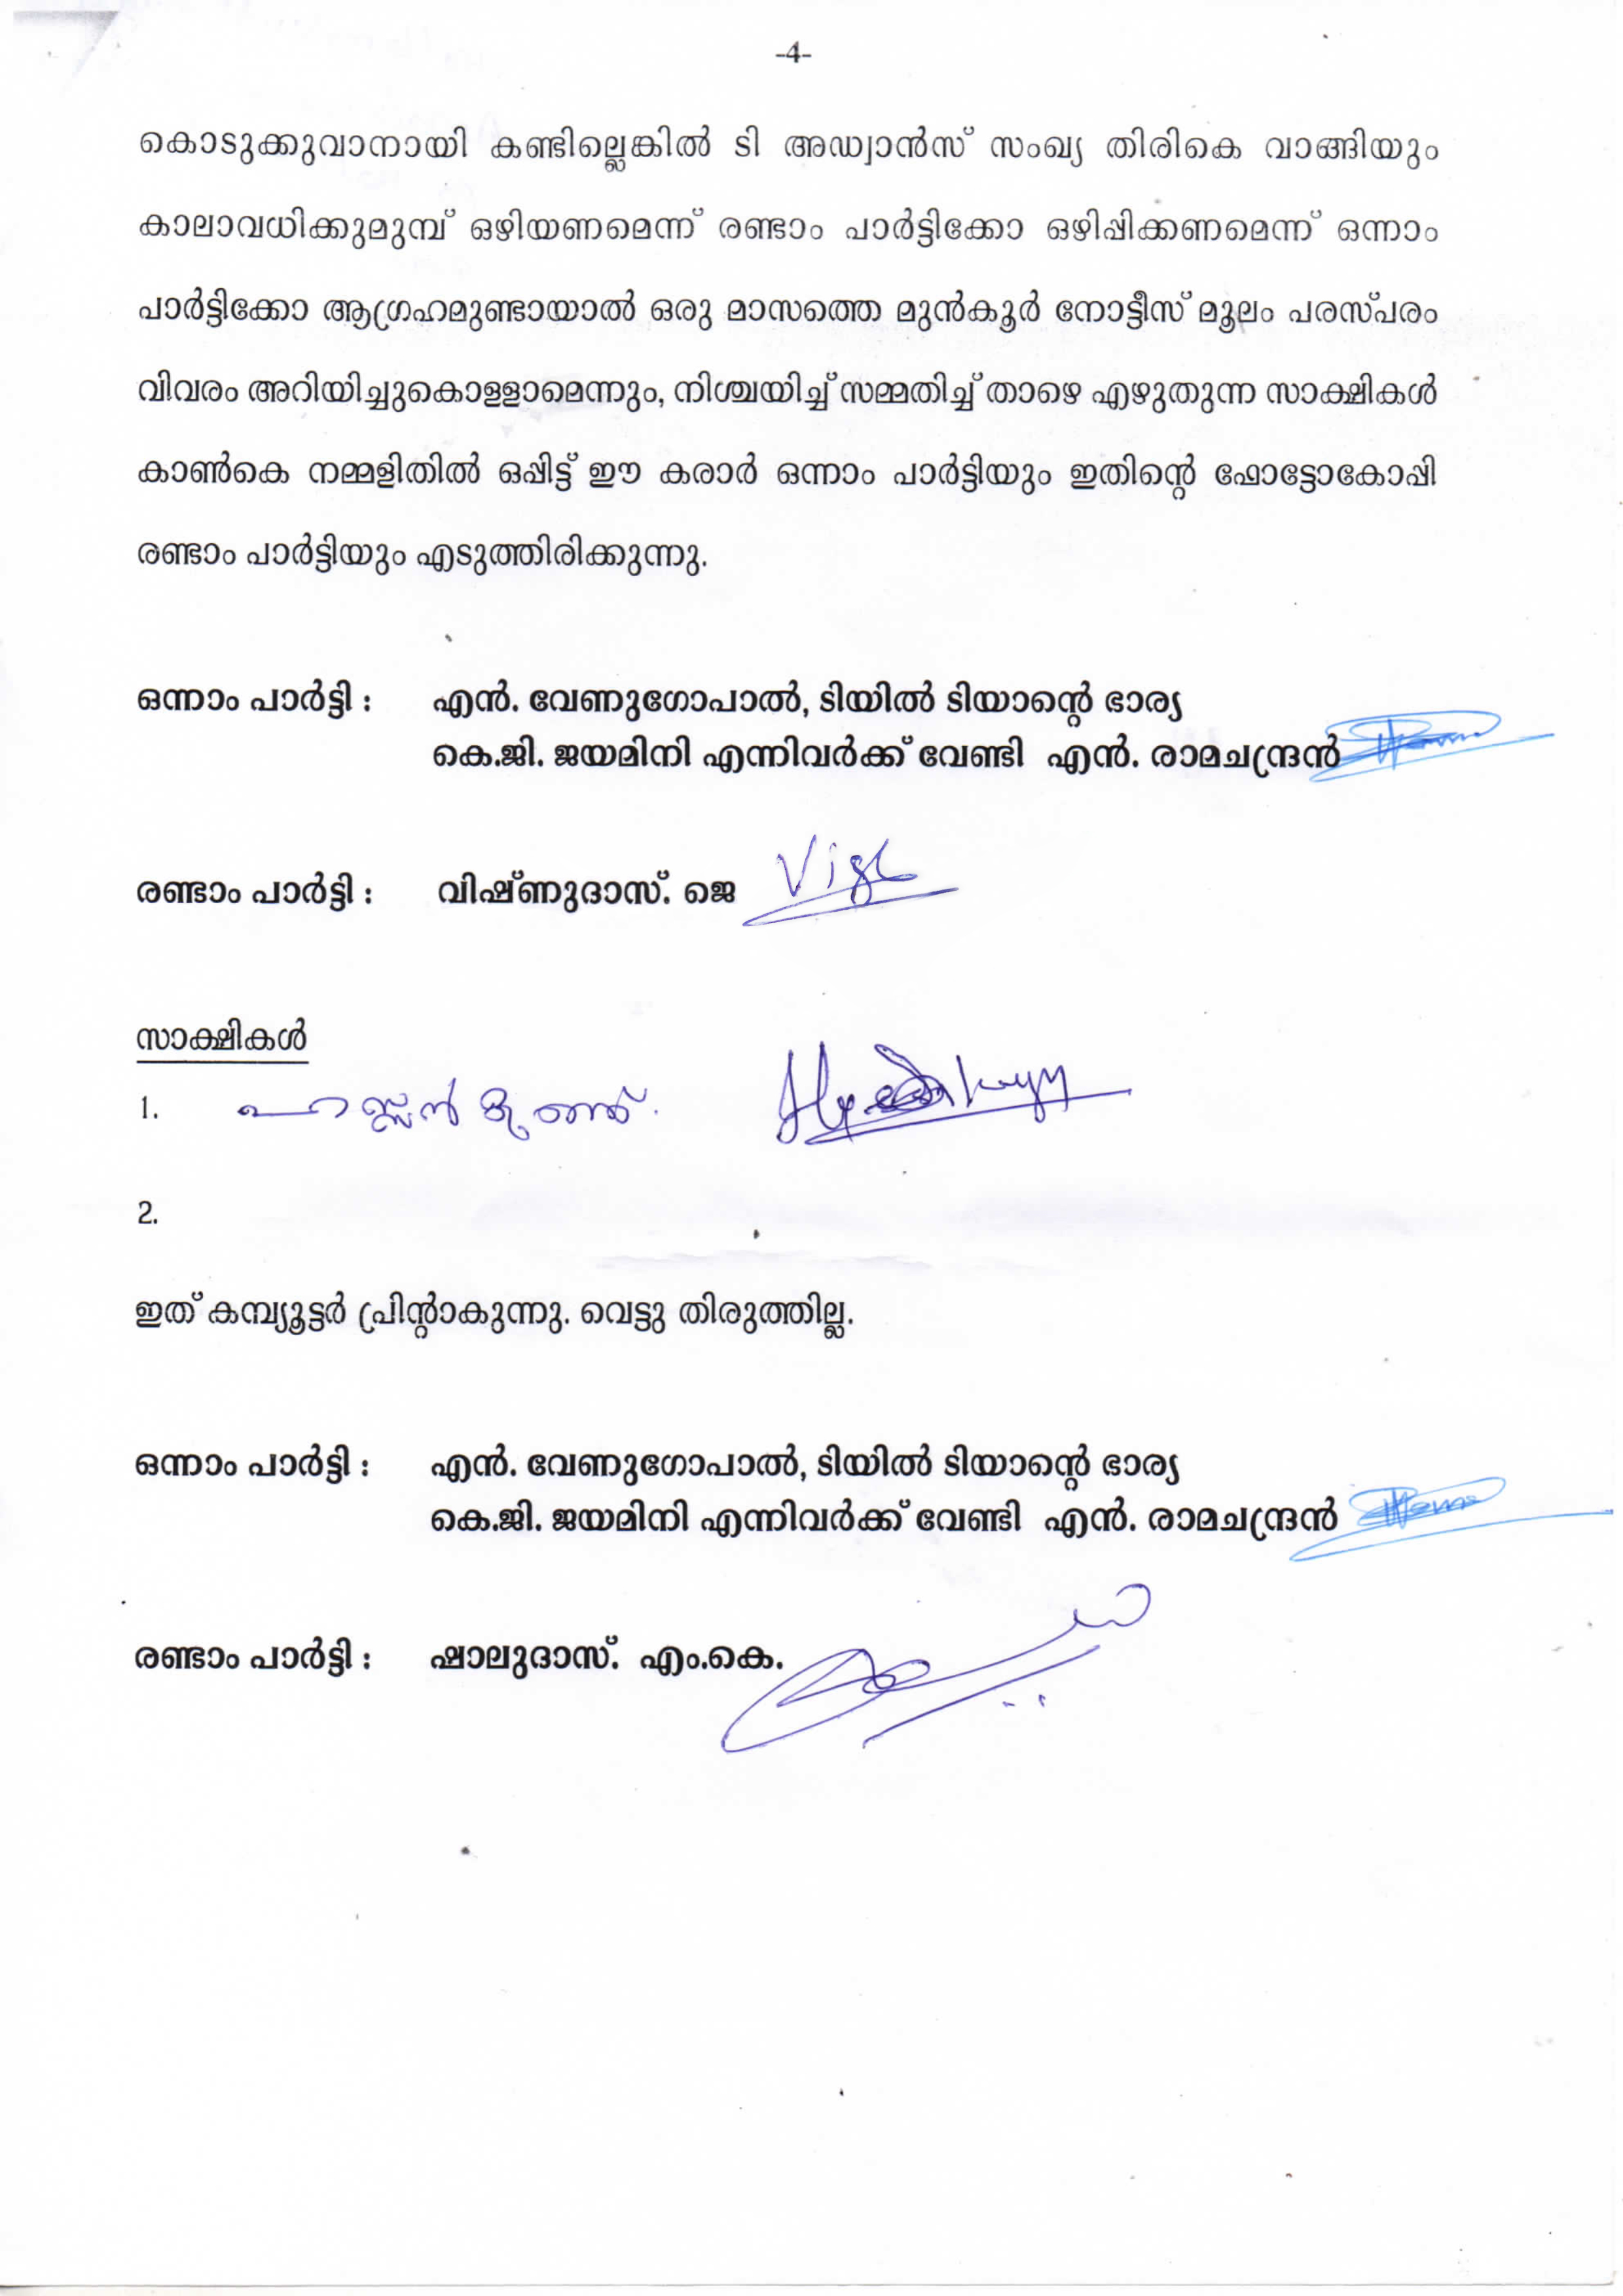 -4-
കൊടുക്കുവാനായി കണ്ടില്ലെങ്കിൽ ടി അഡ്വാൻസ് സംഖ്യ തിരികെ വാങ്ങിയും
കാലാവധിക്കുമുമ്പ് ഒഴിയണമെന്ന് രണ്ടാം പാർട്ടിക്കോ ഒഴിപ്പിക്കണമെന്ന് ഒന്നാം
പാർട്ടിക്കോ ആഗ്രഹമുണ്ടായാൽ ഒരു മാസത്തെ മുൻകൂർ നോട്ടീസ് മൂലം പരസ്പരം
വിവരം അറിയിച്ചുകൊള്ളാമെന്നും, നിശ്ചയിച്ച് സമ്മതിച്ച് താഴെ എഴുതുന്ന സാക്ഷികൾ
കാൺകെ നമ്മളിതിൽ ഒപ്പിട്ട് ഈ കരാർ ഒന്നാം പാർട്ടിയും ഇതിന്റെ ഫോട്ടോകോപ്പി
രണ്ടാം പാർട്ടിയും എടുത്തിരിക്കുന്നു.
ഒന്നാം പാർട്ടി : എൻ. വേണുഗോപാൽ, ടിയിൽ ടിയാന്റെ ഭാര്യ
കെ.ജി. ജയമിനി എന്നിവർക്ക് വേണ്ടി എൻ. രാമചന്ദ്രൻ
രണ്ടാം പാർട്ടി : വിഷ്ണുദാസ്. ജെ
സാക്ഷികൾ
1.
2.
ഇത് കമ്പ്യൂട്ടർ പ്രിന്റാകുന്നു. വെട്ടു തിരുത്തില്ല.
ഒന്നാം പാർട്ടി : എൻ. വേണുഗോപാൽ, ടിയിൽ ടിയാന്റെ ഭാര്യ
കെ.ജി. ജയമിനി എന്നിവർക്ക് വേണ്ടി എൻ. രാമചന്ദ്രൻ
രണ്ടാം പാർട്ടി : ഷാലുദാസ്. എം.കെ.